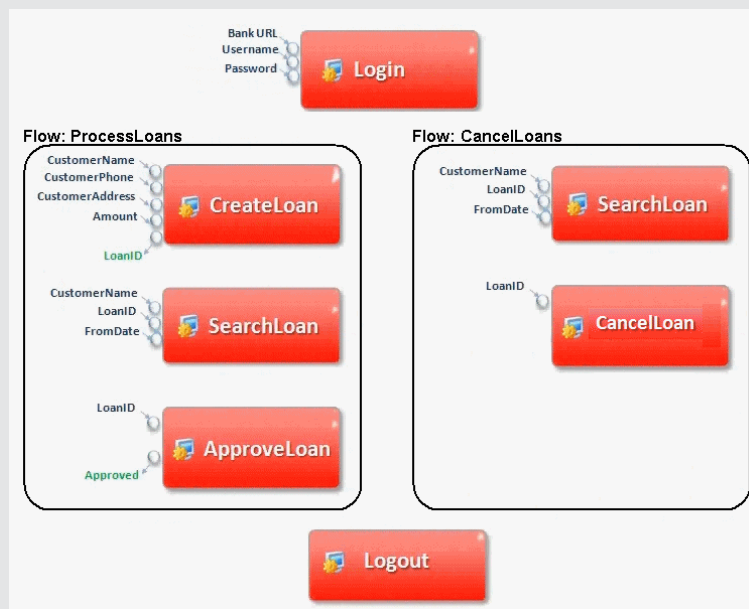 Bank URL
Username
Password
Login
Flow: ProcessLoans
CustomerName
CustomerPhone
CustomerAddress
Amount
LoanID
CreateLoan
CustomerName
LoanID
FromDate
SearchLoan
LoanID
Approved
ApproveLoan
Flow: CancelLoans
CustomerName
LoanID
FromDate
SearchLoan
LoanID
CancelLoan
Logout